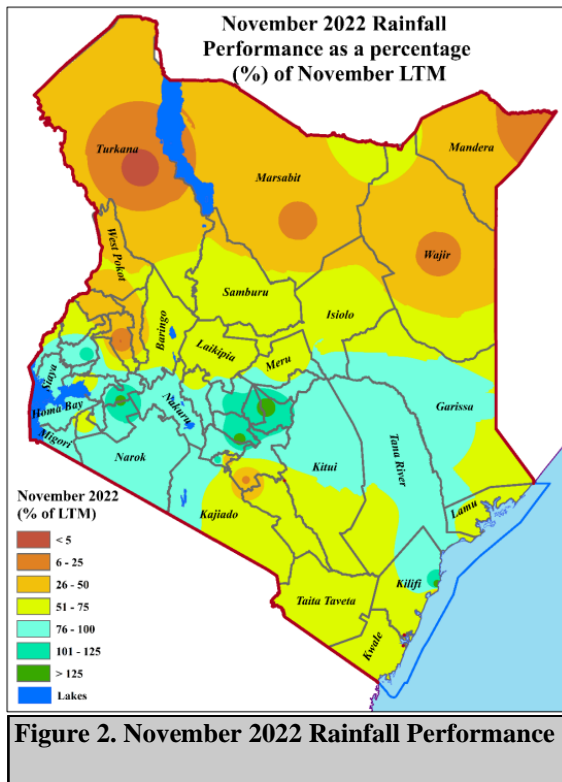 November 2022 Rainfall
Performance as a percentage
(%) of November LTM
Turkana
Marsabit
Mandera
Wajir
West Pokot
Samburu
Isiolo
Baringo
Laikipia
Meru
Siaya
Homa Bay
Nakuru
Migori
Narok
Garissa
Tana River
Kitui
Lamu
Kajiado
Kilifi
Taita Taveta
Kwale
November 2022
(% of LTM)
< 5
6 - 25
26 - 50
51 - 75
76 - 100
101 - 125
> 125
Lakes
Figure 2. November 2022 Rainfall Performance